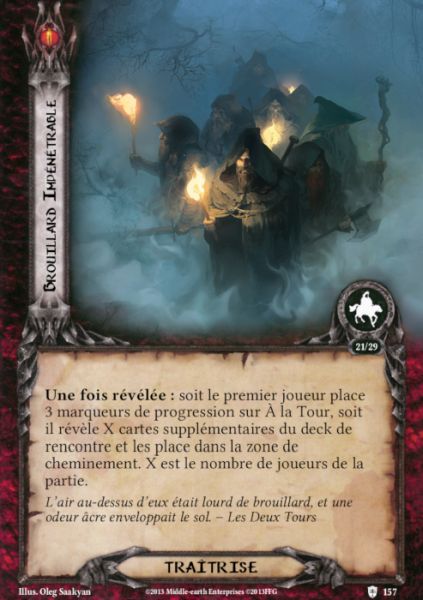 BROUILLARD IMPÉNÉTRABLE
21/29
Une fois révélée : soit le premier joueur place
3 marqueurs de progression sur À la Tour, soit
il révèle X cartes supplémentaires du deck de
rencontre et les place dans la zone de
cheminement. X est le nombre de joueurs de la
partie.
L'air au-dessus d'eux était lourd de brouillard, et une
odeur âcre enveloppait le sol. – Les Deux Tours
TRAÎTRISE
Illus. Oleg Saakyan
©2013 Middle-earth Enterprises ©2013FFG
157